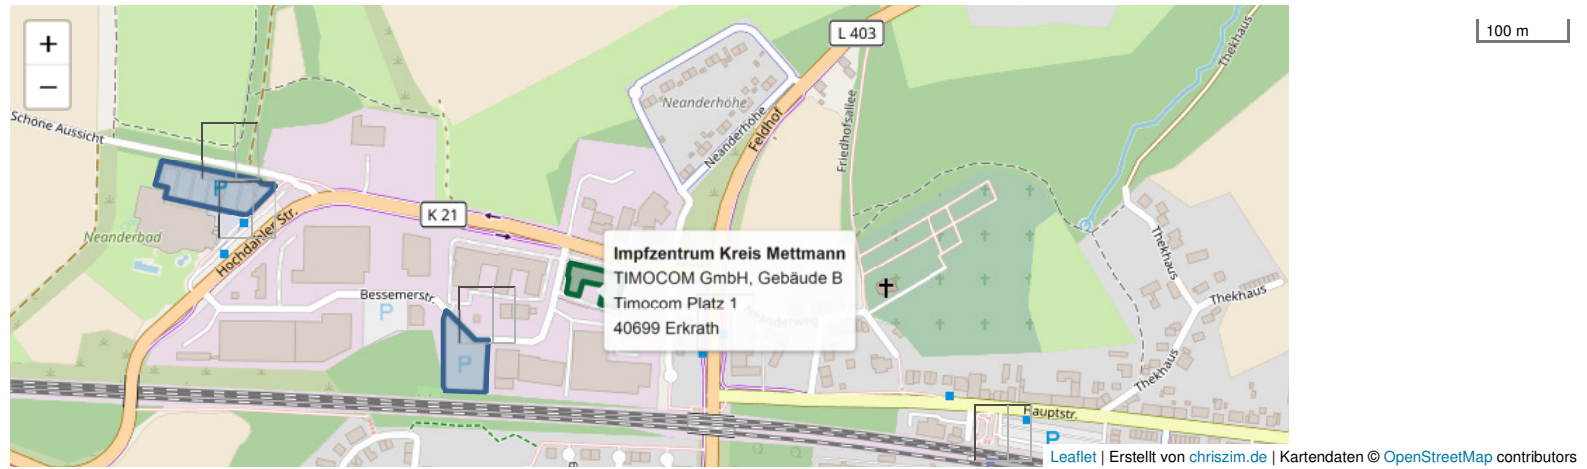 +
−
Schöne Aussicht
L 403
Thekhaus
100 m
Neanderhöhe
Neanderhöhe
Feldhof
Friedhofsallee
P
K 21
Neanderbad
Hochdahler Str.
Impfzentrum Kreis Mettmann
TIMOCOM GmbH, Gebäude B
Timocom Platz 1
40699 Erkrath
Bessemerstr.
P
P
Neanderweg
Thekhaus
Thekhaus
Thekhaus
Hauptstr.
P
Leaflet | Erstellt von chriszim.de | Kartendaten © OpenStreetMap contributors